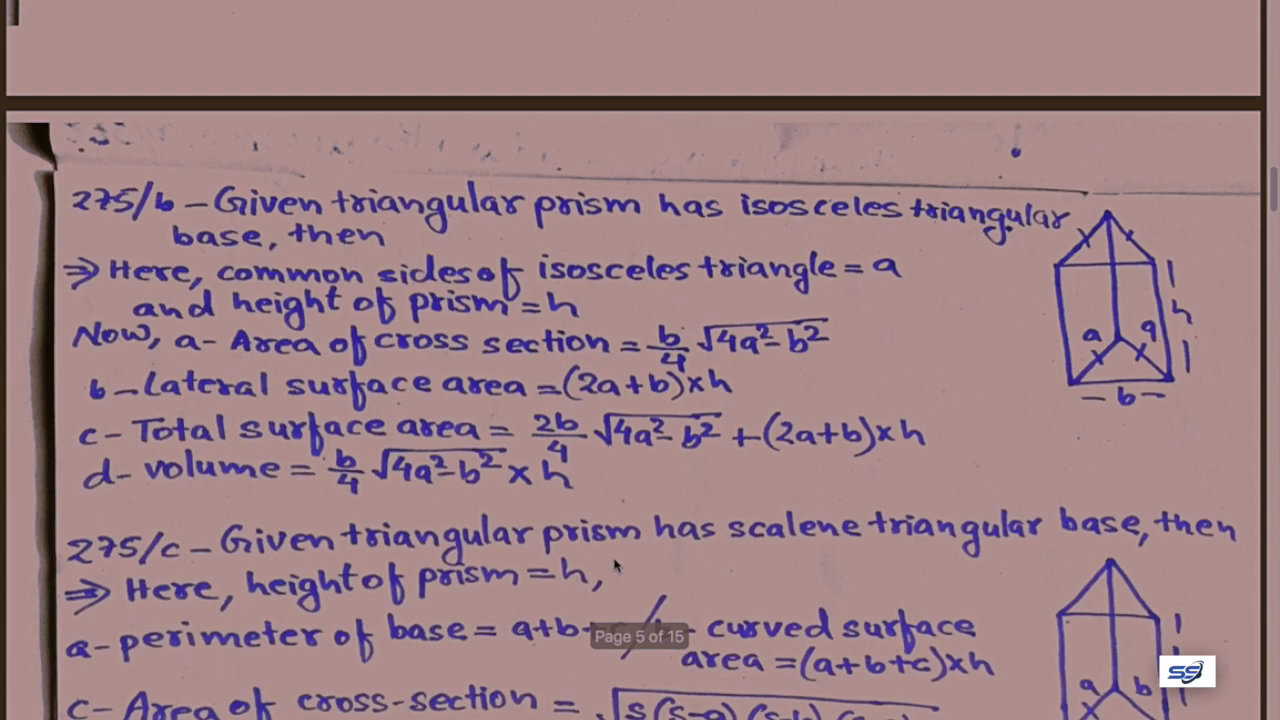 275/b - Given triangular prism has isosceles triangular
base, then
⇒ Here, common sides of isosceles triangle = a
and height of prism = h
Now, a- Area of cross section = b/4 √(4a²-b²)
b- Lateral surface area = (2a+b)×h
c- Total surface area = 2b/4 √(4a²-b²) + (2a+b)×h
d- volume = b/4 √(4a²-b²) × h
a a h
- b -
275/c - Given triangular prism has scalene triangular base, then
⇒ Here, height of prism = h,
a- perimeter of base = a+b+ / - curved surface
area = (a+b+c)×h
Page 5 of 15
c- Area of cross-section = √s(s-a)(s-b)
a b
SS